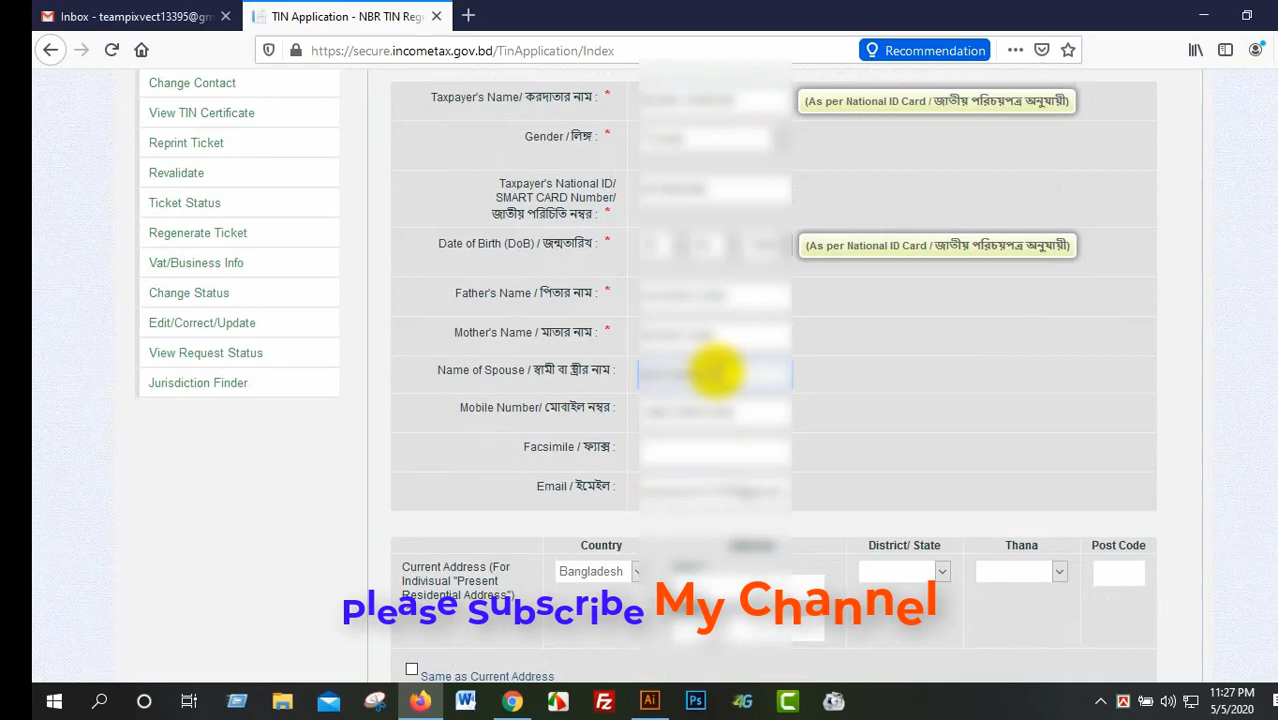 Inbox - teampixvect13395@gm
TIN Application - NBR TIN Reg
https://secure.incometax.gov.bd/TinApplication/Index
Recommendation
Change Contact
View TIN Certificate
Reprint Ticket
Revalidate
Ticket Status
Regenerate Ticket
Vat/Business Info
Change Status
Edit/Correct/Update
View Request Status
Jurisdiction Finder
Taxpayer's Name/ করদাতার নাম : *
(As per National ID Card / জাতীয় পরিচয়পত্র অনুযায়ী)
Gender / লিঙ্গ : *
Taxpayer's National ID/
SMART CARD Number/
জাতীয় পরিচিতি নম্বর : *
Date of Birth (DoB) / জন্মতারিখ : *
(As per National ID Card / জাতীয় পরিচয়পত্র অনুযায়ী)
Father's Name / পিতার নাম : *
Mother's Name / মাতার নাম : *
Name of Spouse / স্বামী বা স্ত্রীর নাম :
Mobile Number/ মোবাইল নম্বর :
Facsimile / ফ্যাক্স :
Email / ইমেইল :
Country District/ State Thana Post Code
Current Address (For
Indivisual "Present
Residential Address")
Bangladesh
Please Subscribe My Channel
Same as Current Address
11:27 PM
5/5/2020